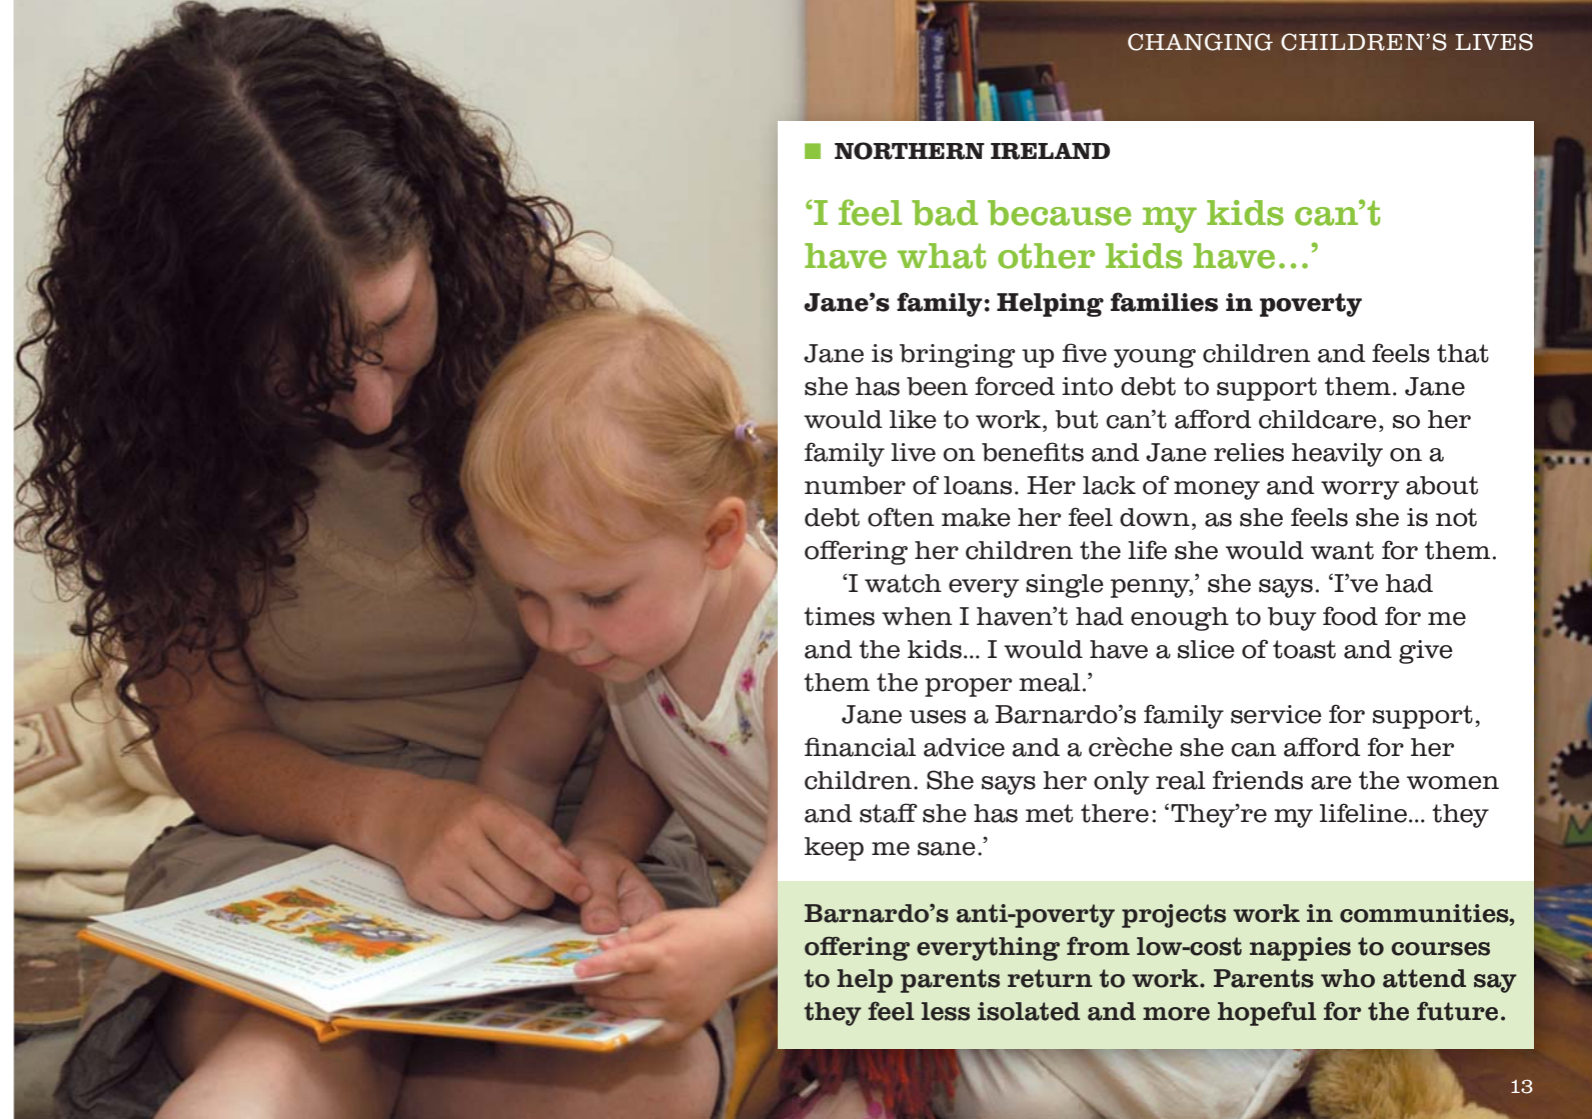 CHANGING CHILDREN’S LIVES
NORTHERN IRELAND
‘I feel bad because my kids can’t
have what other kids have...’
Jane’s family: Helping families in poverty
Jane is bringing up five young children and feels that
she has been forced into debt to support them. Jane
would like to work, but can’t afford childcare, so her
family live on benefits and Jane relies heavily on a
number of loans. Her lack of money and worry about
debt often make her feel down, as she feels she is not
offering her children the life she would want for them.
‘I watch every single penny,’ she says. ‘I’ve had
times when I haven’t had enough to buy food for me
and the kids... I would have a slice of toast and give
them the proper meal.’
Jane uses a Barnardo’s family service for support,
financial advice and a crèche she can afford for her
children. She says her only real friends are the women
and staff she has met there: ‘They’re my lifeline... they
keep me sane.’
Barnardo’s anti-poverty projects work in communities,
offering everything from low-cost nappies to courses
to help parents return to work. Parents who attend say
they feel less isolated and more hopeful for the future.
13